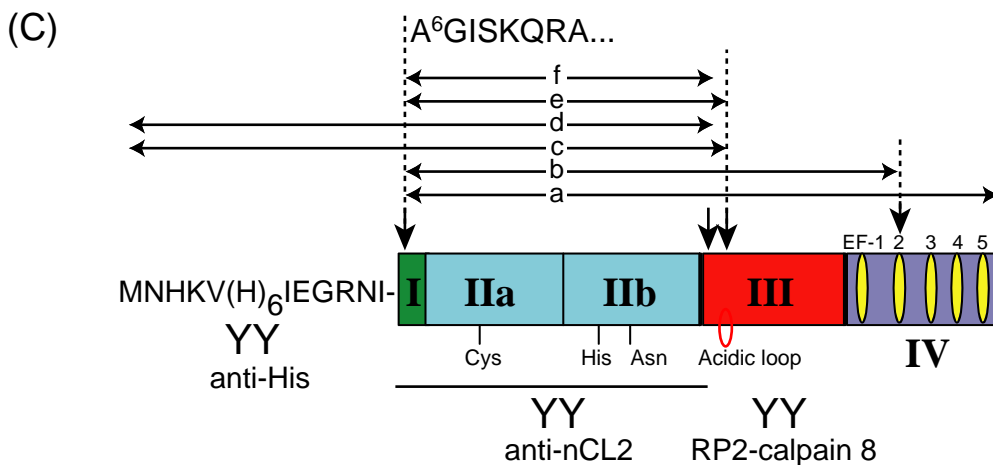 (C)
A⁶GISKQRA...
f
e
d
c
b
a
EF-1 2 3 4 5
MNHKV(H)₆IEGRNI- I IIa IIb III
IV
Cys His Asn Acidic loop
YY
anti-His
YY YY
anti-nCL2 RP2-calpain 8